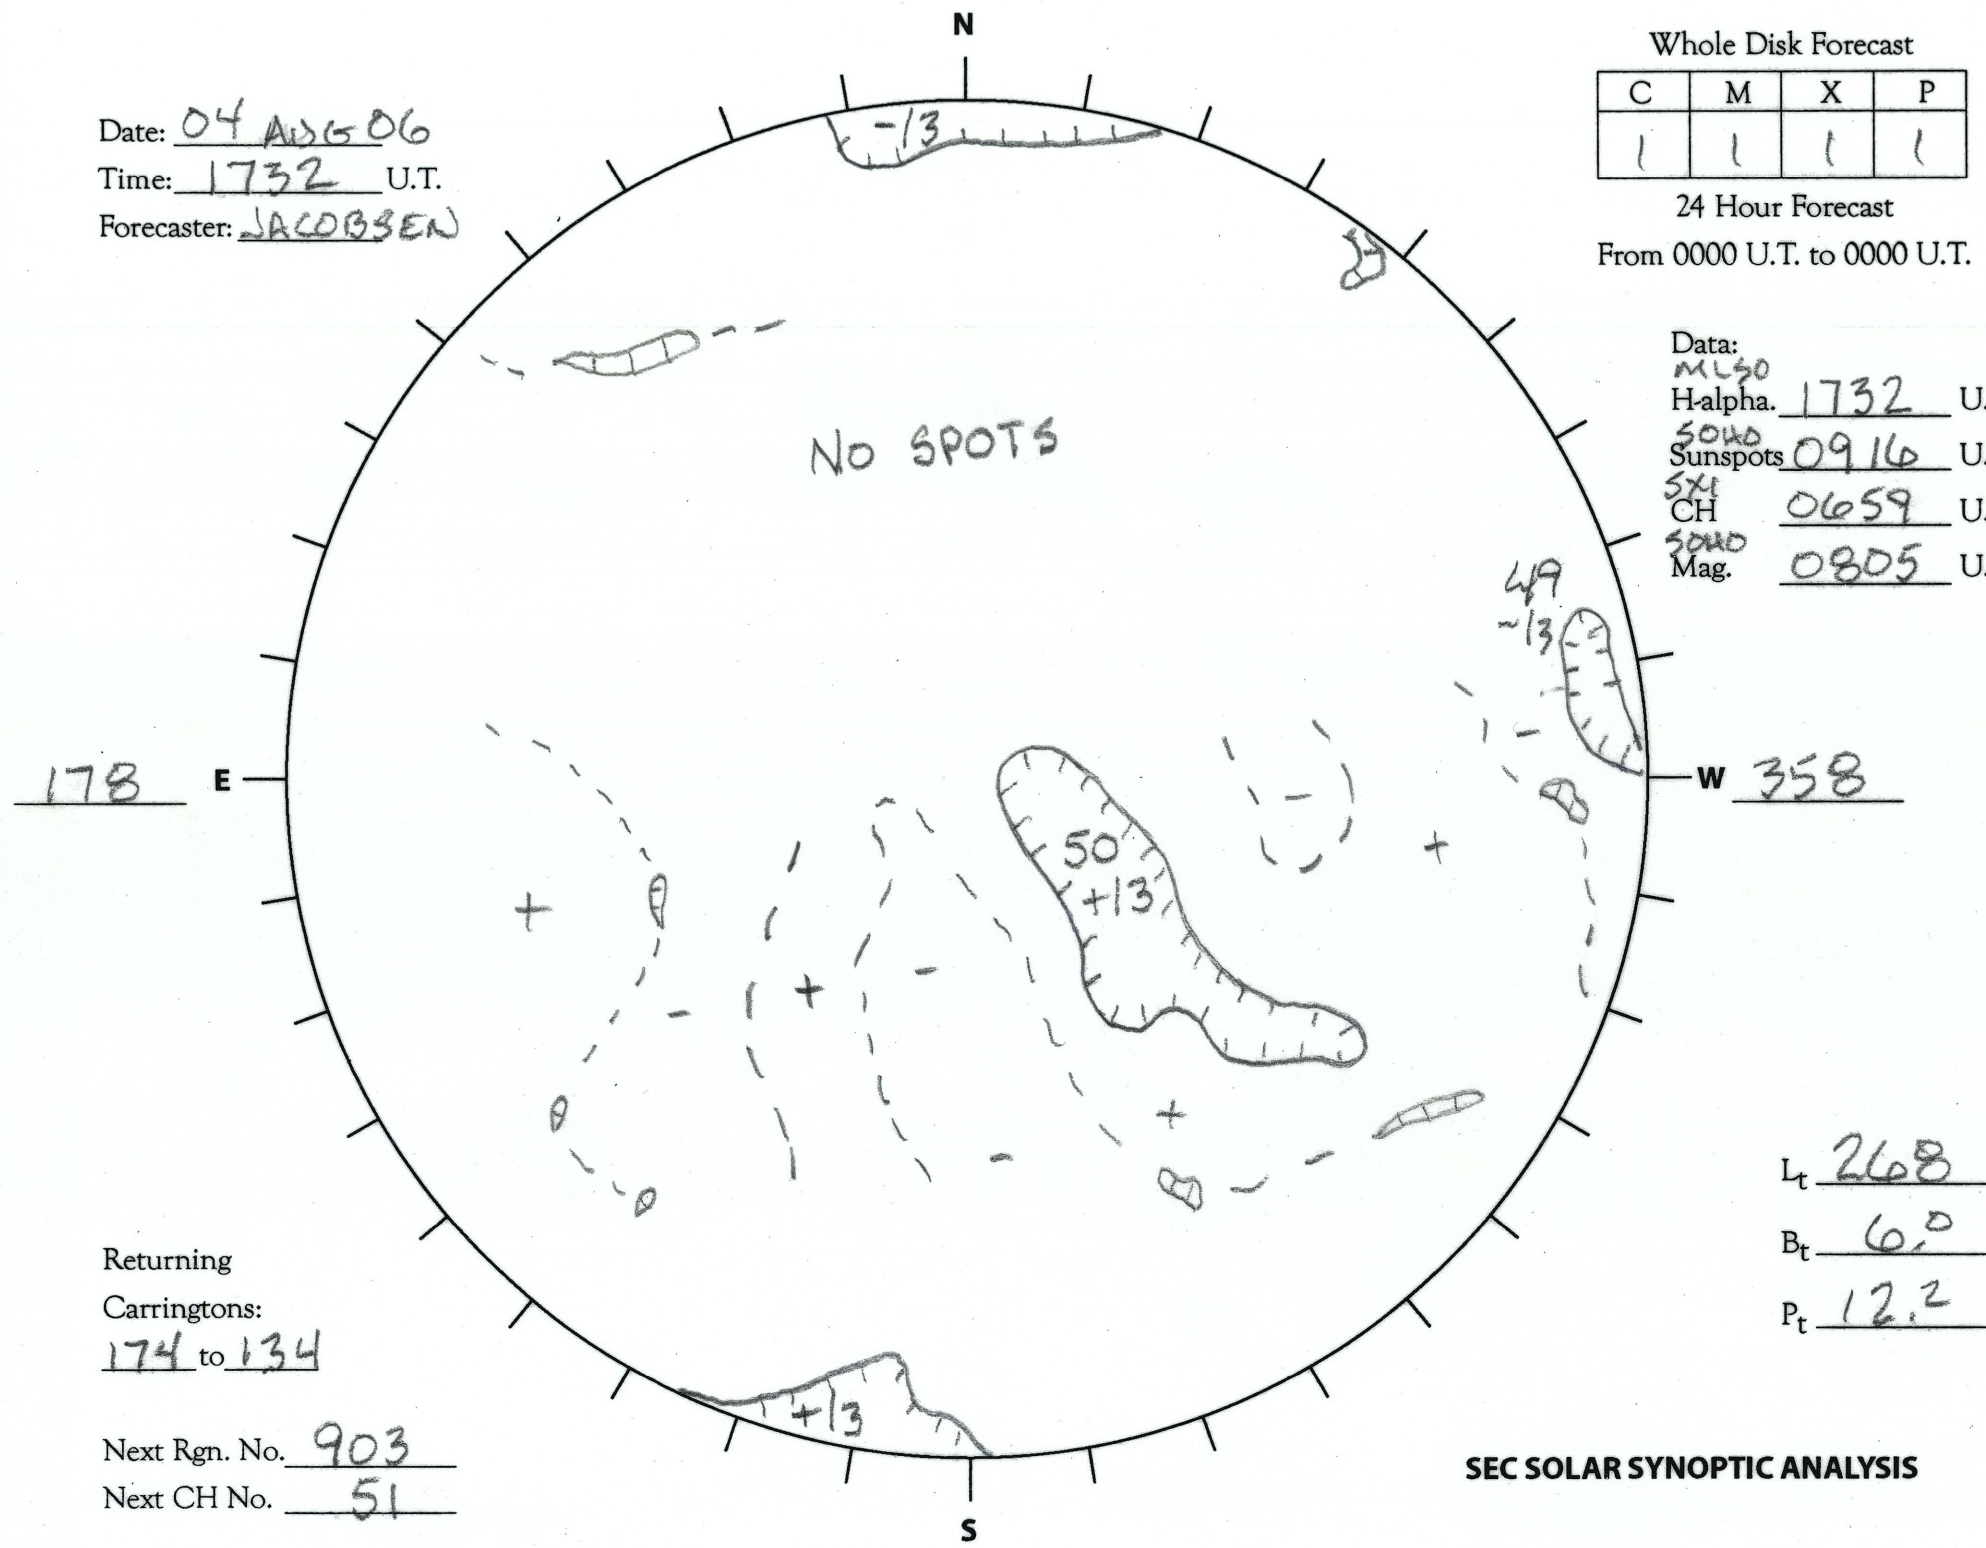 N
Whole Disk Forecast
C M X P
1 1 1 1
24 Hour Forecast
From 0000 U.T. to 0000 U.T.
Date: 04 AUG 06
Time: 1732 U.T.
Forecaster: JACOBSEN
-13
Data:
MLSO
H-alpha. 1732 U.
SOHO
Sunspots 0916 U.
SXI
CH 0659 U.
SOHO
Mag. 0805 U.
NO SPOTS
49
-13
178 E
W 358
50
+13
+
-
+
-
-
+
-
+
-
Lt 268
Bt 6.0
Pt 12.2
Returning
Carringtons:
174 to 134
+13
Next Rgn. No. 903
Next CH No. 51
SEC SOLAR SYNOPTIC ANALYSIS
S